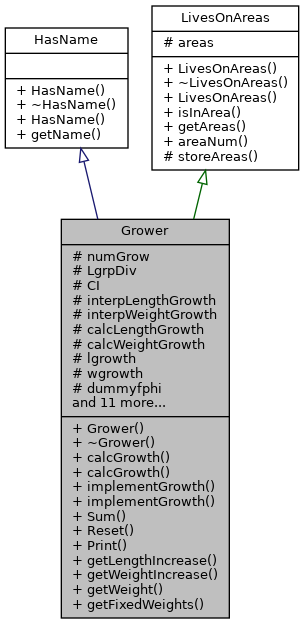 HasName
+ HasName()
+ ~HasName()
+ HasName()
+ getName()
LivesOnAreas
# areas
+ LivesOnAreas()
+ ~LivesOnAreas()
+ LivesOnAreas()
+ isInArea()
+ getAreas()
+ areaNum()
# storeAreas()
Grower
# numGrow
# LgrpDiv
# CI
# interpLengthGrowth
# interpWeightGrowth
# calcLengthGrowth
# calcWeightGrowth
# lgrowth
# wgrowth
# dummyfphi
and 11 more...
+ Grower()
+ ~Grower()
+ calcGrowth()
+ calcGrowth()
+ implementGrowth()
+ implementGrowth()
+ Sum()
+ Reset()
+ Print()
+ getLengthIncrease()
+ getWeightIncrease()
+ getWeight()
+ getFixedWeights()